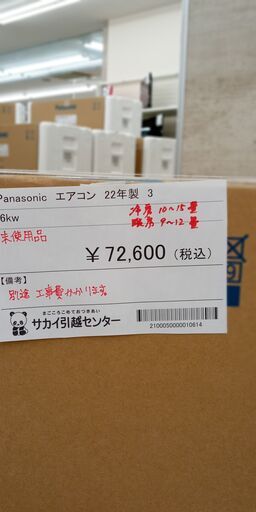 Panasonic エアコン 22年製 3
6kw
冷房 10～15畳
暖房 9～12畳
未使用品
￥72,600（税込）
【備考】
別途 工事費かかります。
まごころこめておつきあい
サカイ引越センター
2100050000010614